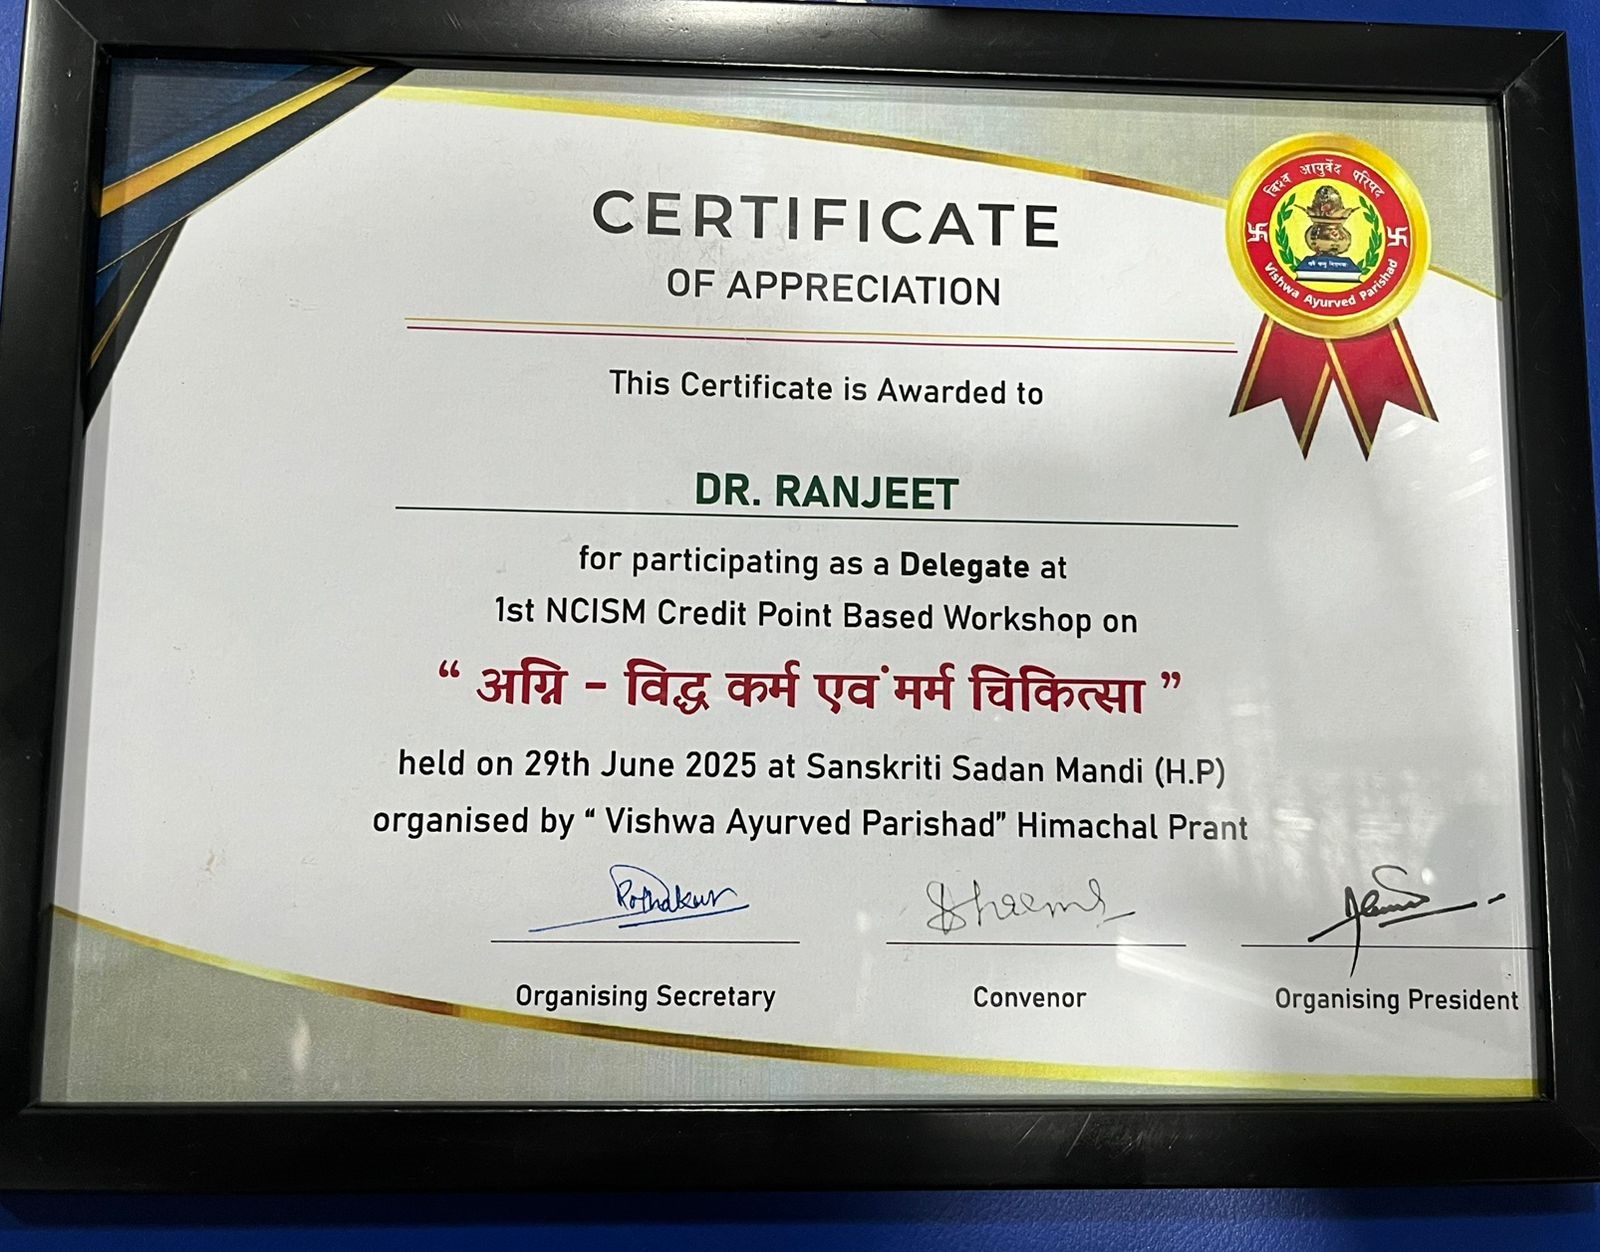 CERTIFICATE
OF APPRECIATION
विश्व आयुर्वेद परिषद
Vishwa Ayurved Parishad
This Certificate is Awarded to
DR. RANJEET
for participating as a Delegate at
1st NCISM Credit Point Based Workshop on
“ अग्नि - विद्ध कर्म एवं मर्म चिकित्सा ”
held on 29th June 2025 at Sanskriti Sadan Mandi (H.P)
organised by “ Vishwa Ayurved Parishad” Himachal Prant
Organising Secretary
Convenor
Organising President